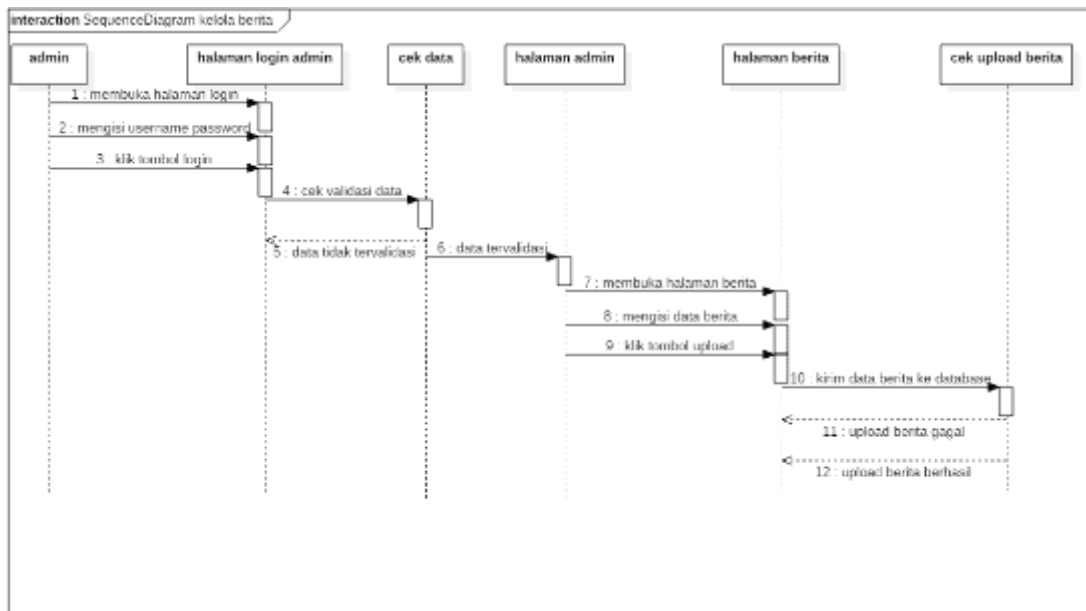 interaction SequenceDiagram kelola berita
admin
halaman login admin
cek data
halaman admin
halaman berita
cek upload berita
1 : membuka halaman login
2 : mengisi username password
3 : klik tombol login
4 : cek validasi data
5 : data tidak tervalidasi
6 : data tervalidasi
7 : membuka halaman berita
8 : mengisi data berita
9 : klik tombol upload
10 : kirim data berita ke database
11 : upload berita gagal
12 : upload berita berhasil